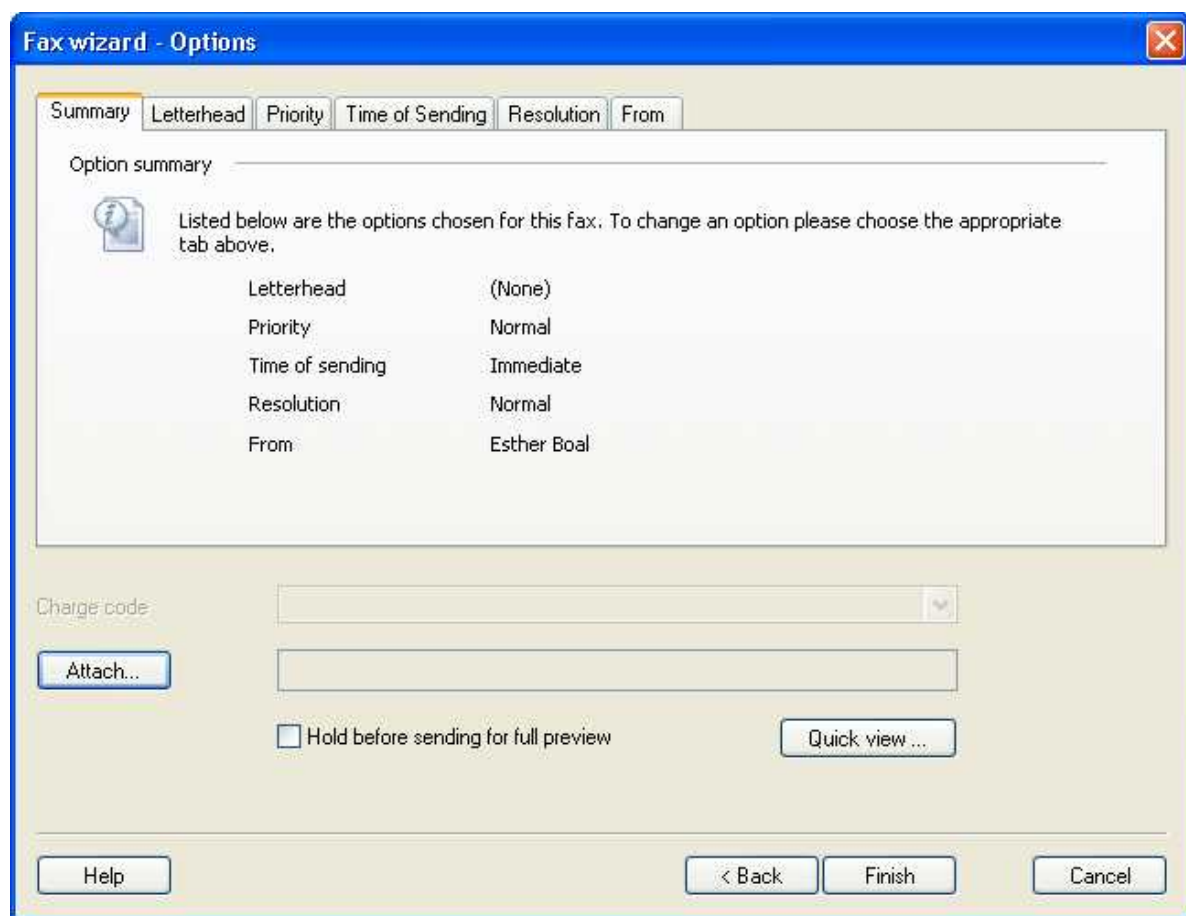 Fax wizard - Options
Summary Letterhead Priority Time of Sending Resolution From
Option summary
Listed below are the options chosen for this fax. To change an option please choose the appropriate
tab above.
Letterhead (None)
Priority Normal
Time of sending Immediate
Resolution Normal
From Esther Boal
Charge code
Attach...
Hold before sending for full preview Quick view ...
Help < Back Finish Cancel